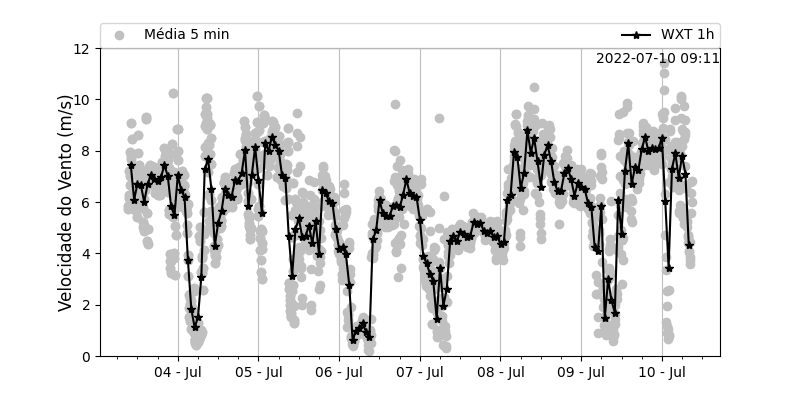 Média 5 min
WXT 1h
2022-07-10 09:11
Velocidade do Vento (m/s)
12
10
8
6
4
2
0
04 - Jul
05 - Jul
06 - Jul
07 - Jul
08 - Jul
09 - Jul
10 - Jul